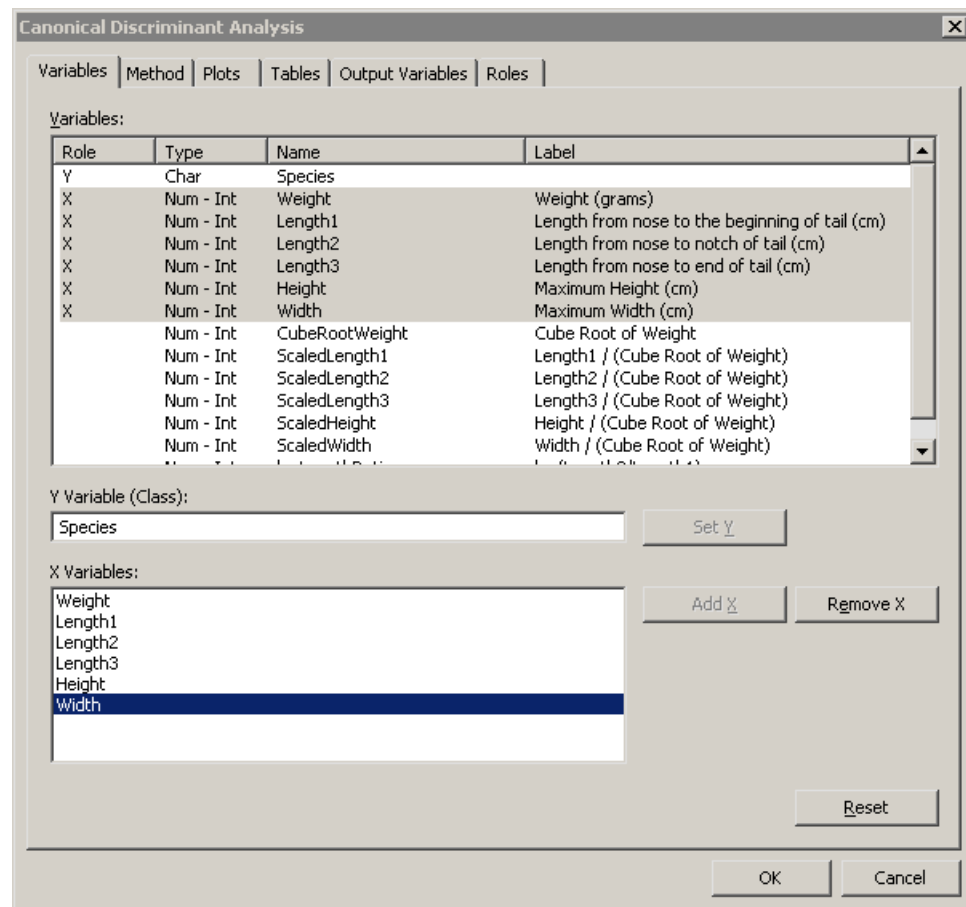 Canonical Discriminant Analysis
Variables Method Plots Tables Output Variables Roles
Variables:
Role Type Name Label
Y Char Species
X Num - Int Weight Weight (grams)
X Num - Int Length1 Length from nose to the beginning of tail (cm)
X Num - Int Length2 Length from nose to notch of tail (cm)
X Num - Int Length3 Length from nose to end of tail (cm)
X Num - Int Height Maximum Height (cm)
X Num - Int Width Maximum Width (cm)
Num - Int CubeRootWeight Cube Root of Weight
Num - Int ScaledLength1 Length1 / (Cube Root of Weight)
Num - Int ScaledLength2 Length2 / (Cube Root of Weight)
Num - Int ScaledLength3 Length3 / (Cube Root of Weight)
Num - Int ScaledHeight Height / (Cube Root of Weight)
Num - Int ScaledWidth Width / (Cube Root of Weight)
Y Variable (Class):
Species Set Y
X Variables:
Weight Add X Remove X
Length1
Length2
Length3
Height
Width
Reset
OK Cancel